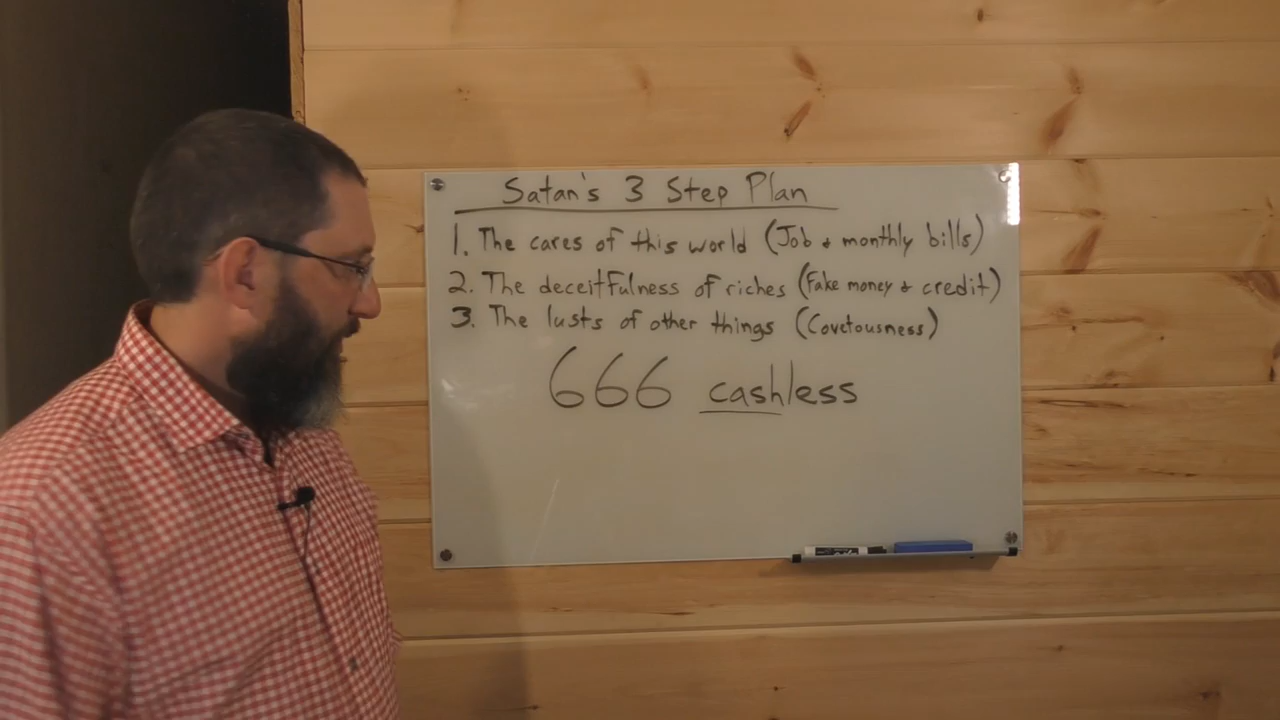 Satan's 3 Step Plan
1. The cares of this world (Job & monthly bills)
2. The deceitfulness of riches (Fake money & credit)
3. The lusts of other things (Covetousness)
666 cashless